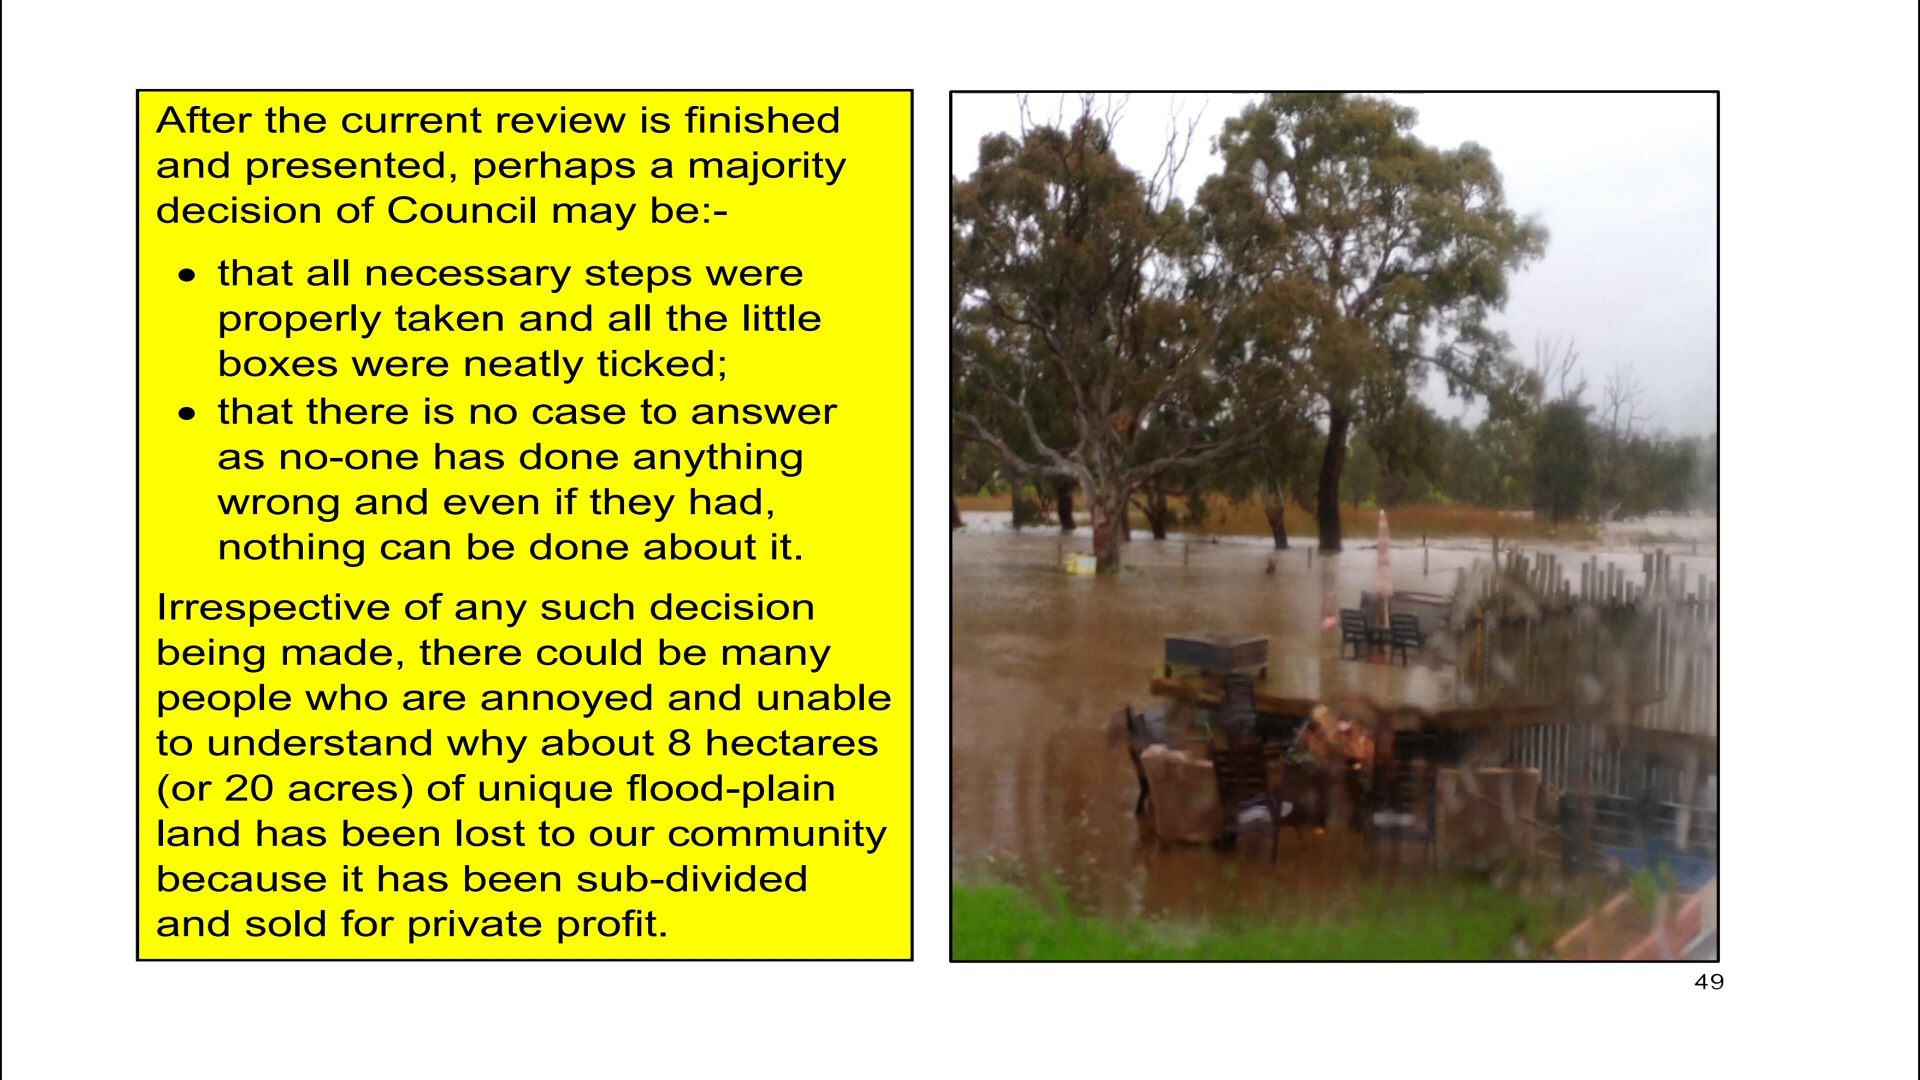 After the current review is finished
and presented, perhaps a majority
decision of Council may be:-
● that all necessary steps were
properly taken and all the little
boxes were neatly ticked;
● that there is no case to answer
as no-one has done anything
wrong and even if they had,
nothing can be done about it.
Irrespective of any such decision
being made, there could be many
people who are annoyed and unable
to understand why about 8 hectares
(or 20 acres) of unique flood-plain
land has been lost to our community
because it has been sub-divided
and sold for private profit.
49